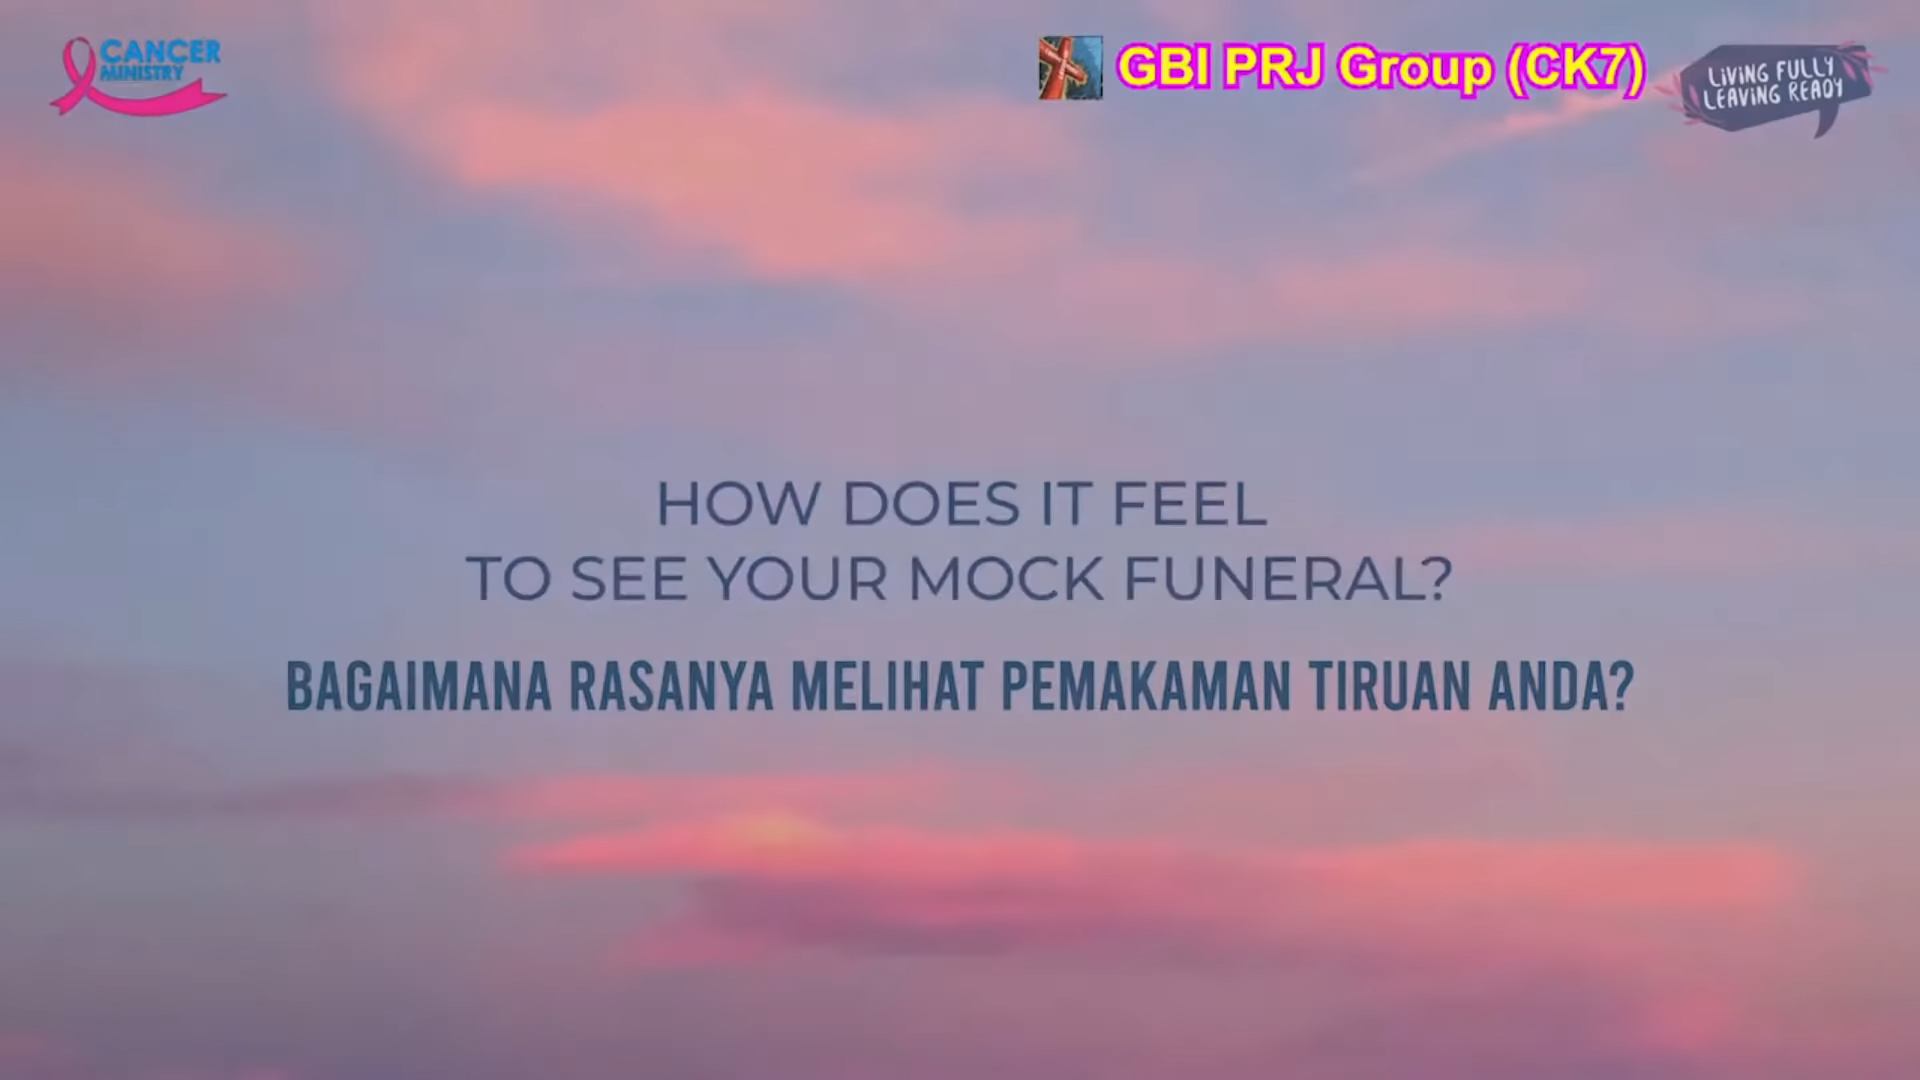 CANCER
MINISTRY
GBI PRJ Group (CK7)
LIVING FULLY
LEAVING READY
HOW DOES IT FEEL
TO SEE YOUR MOCK FUNERAL?
BAGAIMANA RASANYA MELIHAT PEMAKAMAN TIRUAN ANDA?